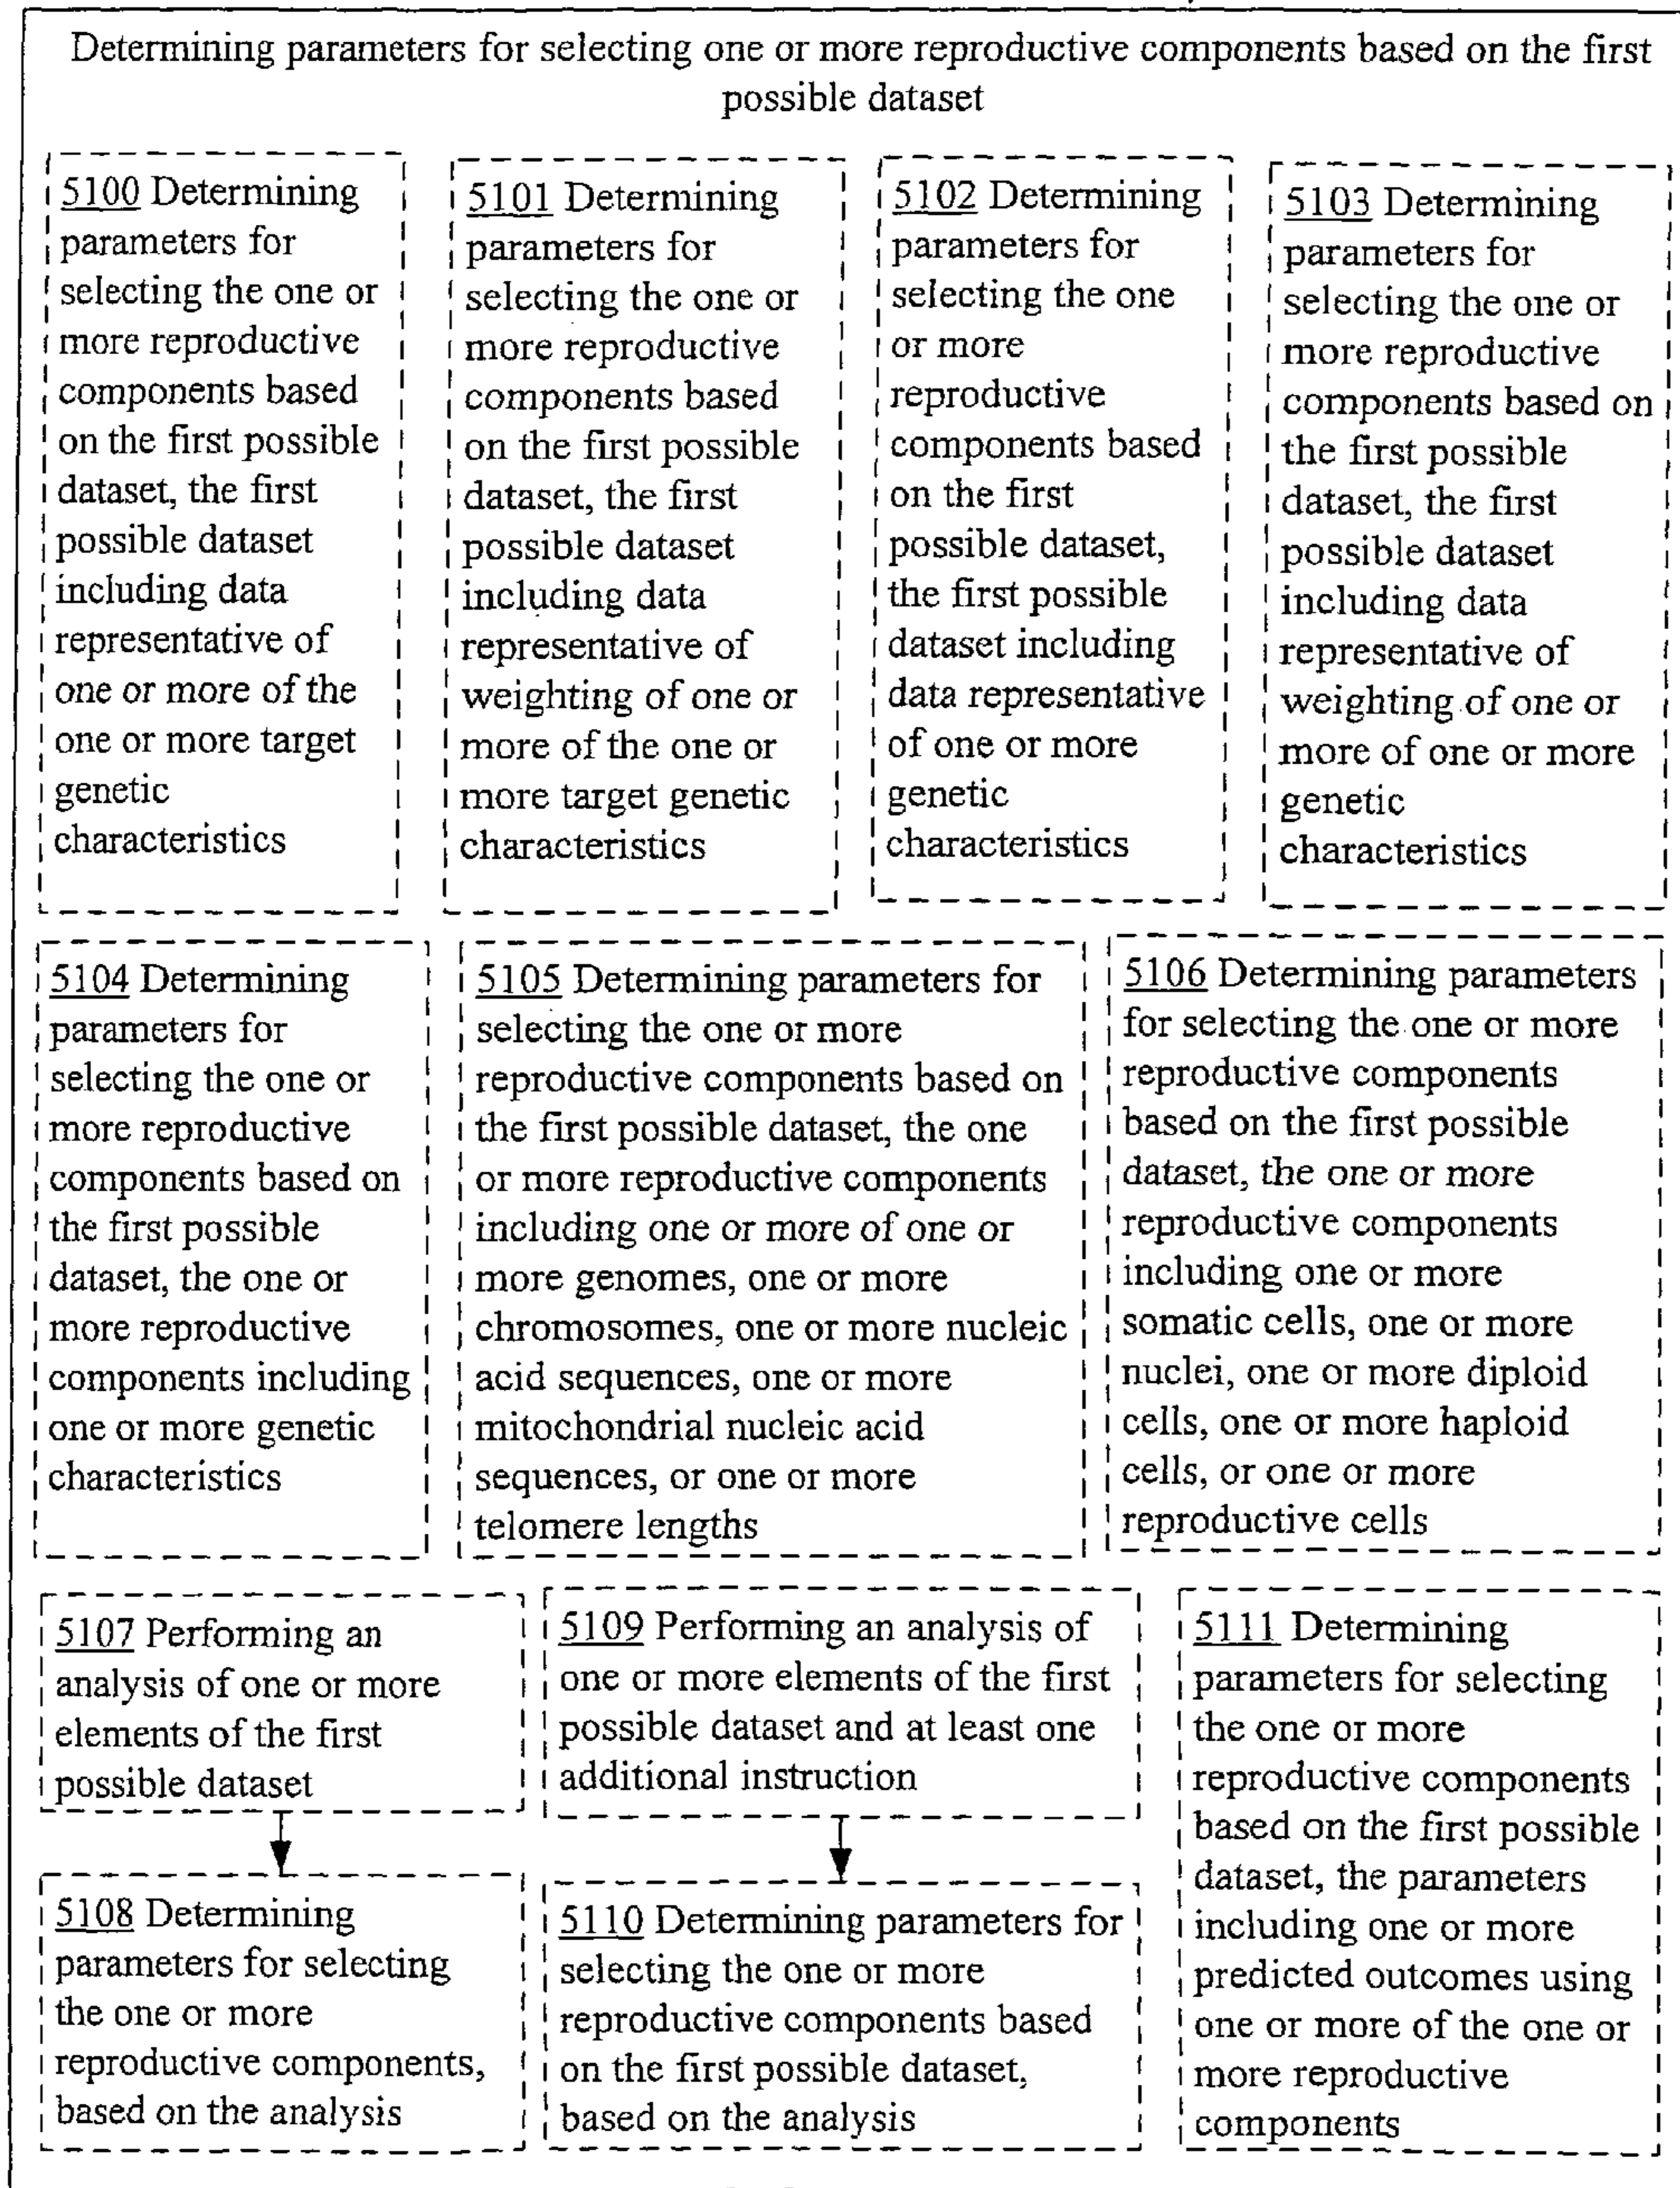 Determining parameters for selecting one or more reproductive components based on the first
possible dataset
5100 Determining
parameters for
selecting the one or
more reproductive
components based
on the first possible
dataset, the first
possible dataset
including data
representative of
one or more of the
one or more target
genetic
characteristics
5101 Determining
parameters for
selecting the one or
more reproductive
components based
on the first possible
dataset, the first
possible dataset
including data
representative of
weighting of one or
more of the one or
more target genetic
characteristics
5102 Determining
parameters for
selecting the one
or more
reproductive
components based
on the first
possible dataset,
the first possible
dataset including
data representative
of one or more
genetic
characteristics
5103 Determining
parameters for
selecting the one or
more reproductive
components based on
the first possible
dataset, the first
possible dataset
including data
representative of
weighting of one or
more of one or more
genetic
characteristics
5104 Determining
parameters for
selecting the one or
more reproductive
components based on
the first possible
dataset, the one or
more reproductive
components including
one or more genetic
characteristics
5105 Determining parameters for
selecting the one or more
reproductive components based on
the first possible dataset, the one
or more reproductive components
including one or more of one or
more genomes, one or more
chromosomes, one or more nucleic
acid sequences, one or more
mitochondrial nucleic acid
sequences, or one or more
telomere lengths
5106 Determining parameters
for selecting the one or more
reproductive components
based on the first possible
dataset, the one or more
reproductive components
including one or more
somatic cells, one or more
nuclei, one or more diploid
cells, one or more haploid
cells, or one or more
reproductive cells
5107 Performing an
analysis of one or more
elements of the first
possible dataset
5108 Determining
parameters for selecting
the one or more
reproductive components,
based on the analysis
5109 Performing an analysis of
one or more elements of the first
possible dataset and at least one
additional instruction
5110 Determining parameters for
selecting the one or more
reproductive components based
on the first possible dataset,
based on the analysis
5111 Determining
parameters for selecting
the one or more
reproductive components
based on the first possible
dataset, the parameters
including one or more
predicted outcomes using
one or more of the one or
more reproductive
components